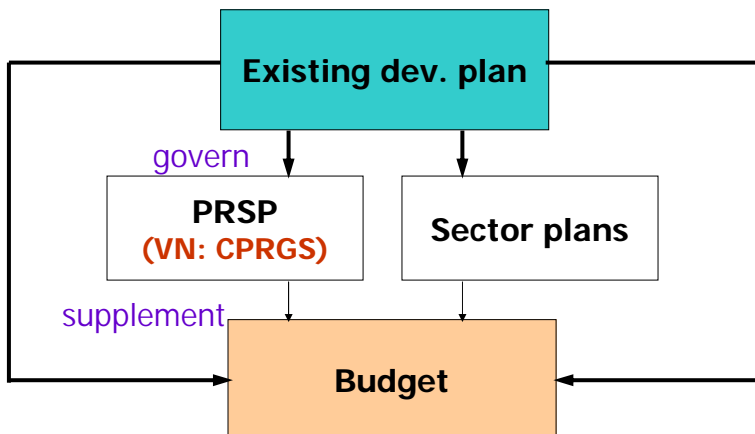 Existing dev. plan
govern
PRSP
(VN: CPRGS)
Sector plans
supplement
Budget